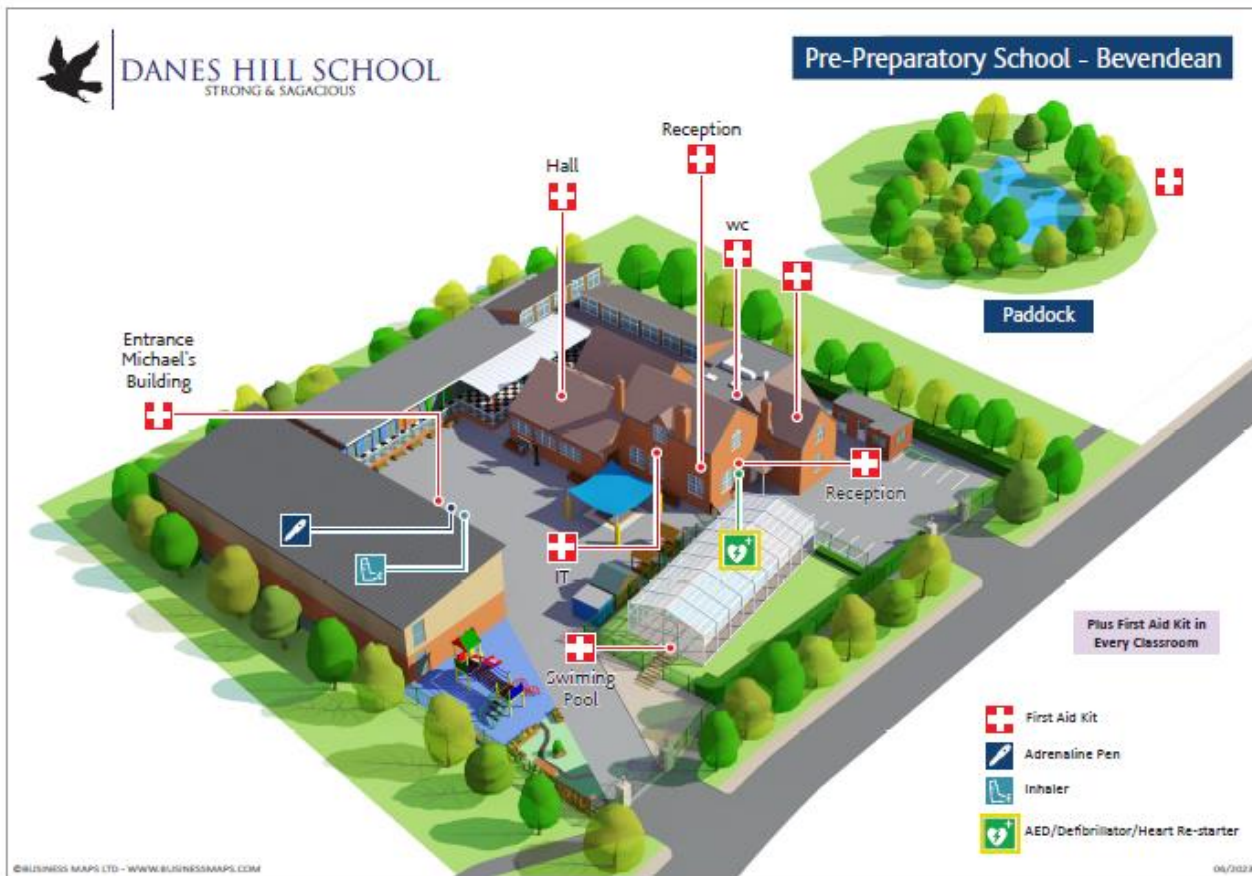 DANES HILL SCHOOL
STRONG & SAGACIOUS
Pre-Preparatory School - Bevendean
Reception
Hall
wc
Paddock
Entrance
Michael's
Building
Reception
IT
Swiming
Pool
Plus First Aid Kit in
Every Classroom
First Aid Kit
Adrenaline Pen
Inhaler
AED/Defibrillator/Heart Re-starter
©BUSINESS MAPS LTD - WWW.BUSINESSMAPS.COM
06/2023